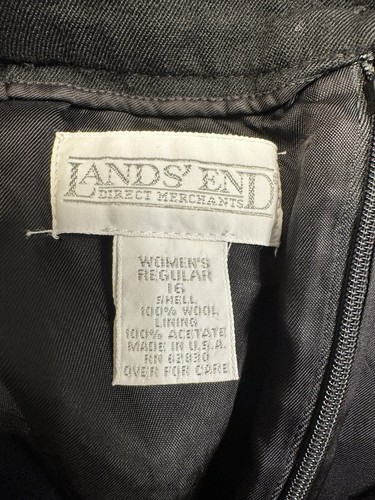 LANDS' END
DIRECT MERCHANTS
WOMEN'S
REGULAR
16
SHELL
100% WOOL
LINING
100% ACETATE
MADE IN U.S.A.
RN 62830
OVER FOR CARE